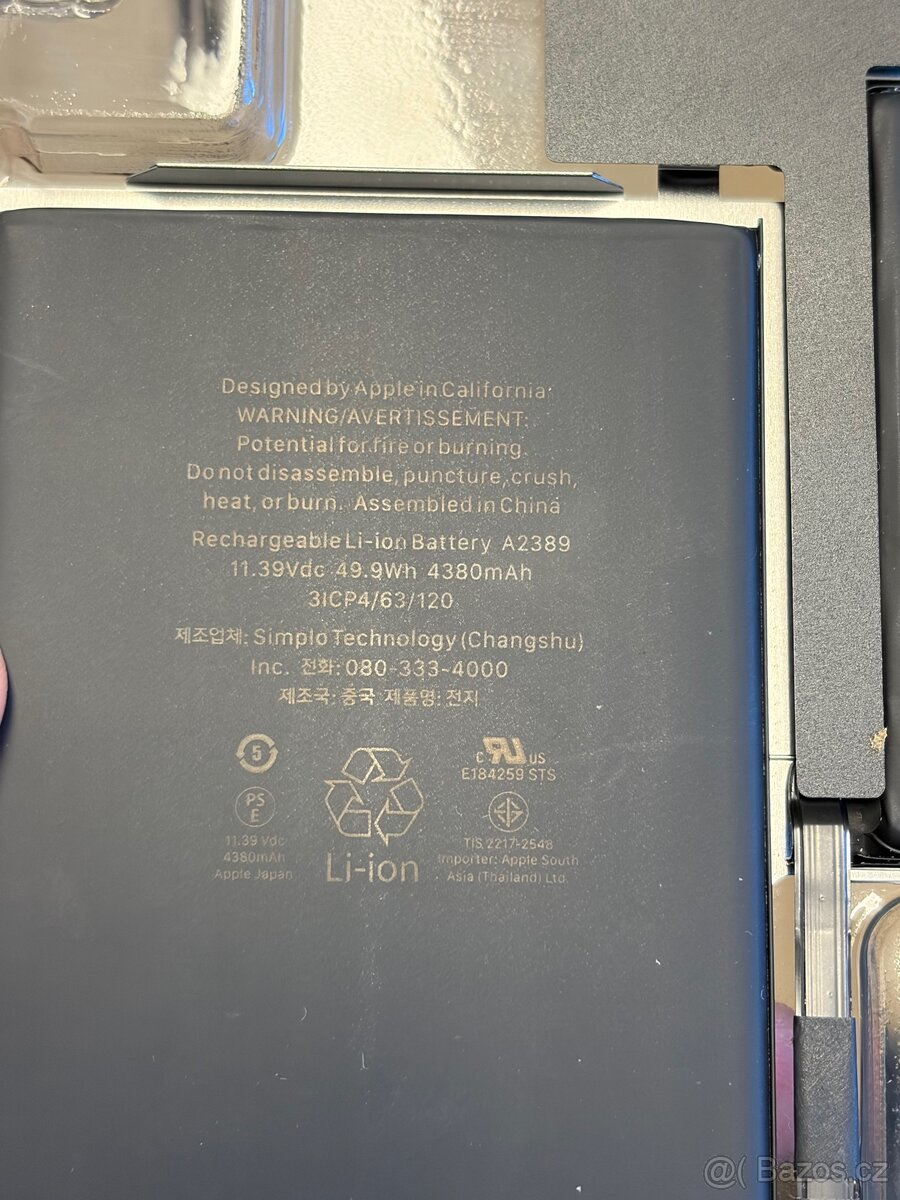 Designed by Apple in California
WARNING/AVERTISSEMENT:
Potential for fire or burning.
Do not disassemble, puncture, crush,
heat, or burn. Assembled in China
Rechargeable Li-ion Battery A2389
11.39Vdc 49.9Wh 4380mAh
3ICP4/63/120
제조업체: Simplo Technology (Changshu)
Inc. 전화: 080-333-4000
제조국: 중국 제품명: 전지
5
PS
E
11.39 Vdc
4380mAh
Apple Japan
Li-ion
c RU US
E184259 STS
TIS 2217-2548
Importer: Apple South
Asia (Thailand) Ltd.
@( Bazos.cz